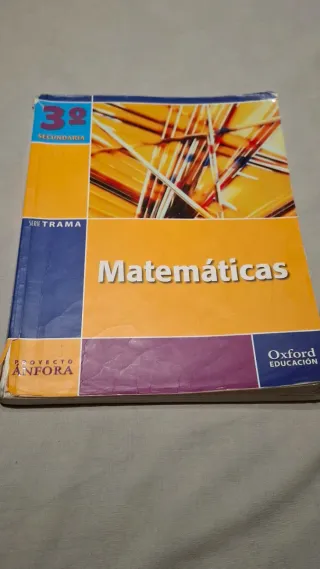 3º
SECUNDARIA
SERIE TRAMA
Matemáticas
PROYECTO
ÁNFORA
Oxford
EDUCACIÓN